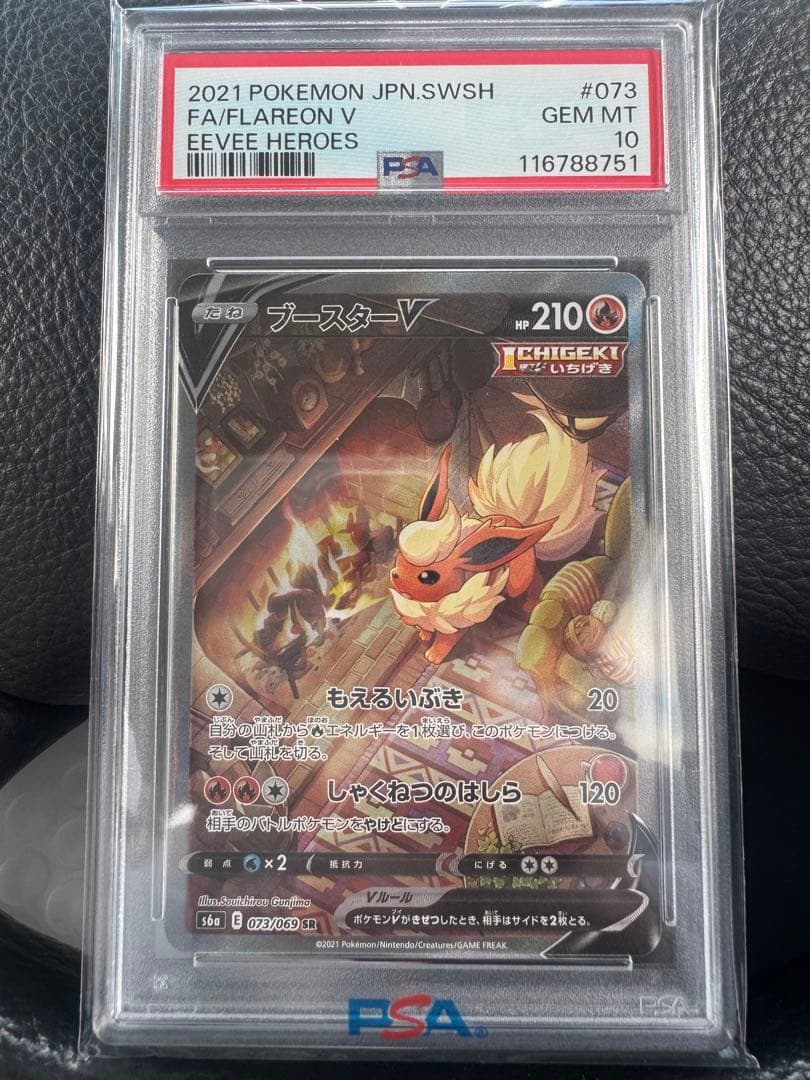 2021 POKEMON JPN.SWSH #073
FA/FLAREON V GEM MT
EEVEE HEROES 10
PSA 116788751
たね ブースターV HP 210
ICHIGEKI
いちげき
もえるいぶき 20
自分の山札から エネルギーを1枚選び、このポケモンにつける。
そして山札を切る。
しゃくねつのはしら 120
相手のバトルポケモンをやけどにする。
弱点 ×2 抵抗力 にげる
Illus. Souichirou Gunjima
Vルール
s6a E 073/069 SR ポケモンVがきぜつしたとき、相手はサイドを2枚とる。
©2021 Pokémon/Nintendo/Creatures/GAME FREAK.
PSA
PSA